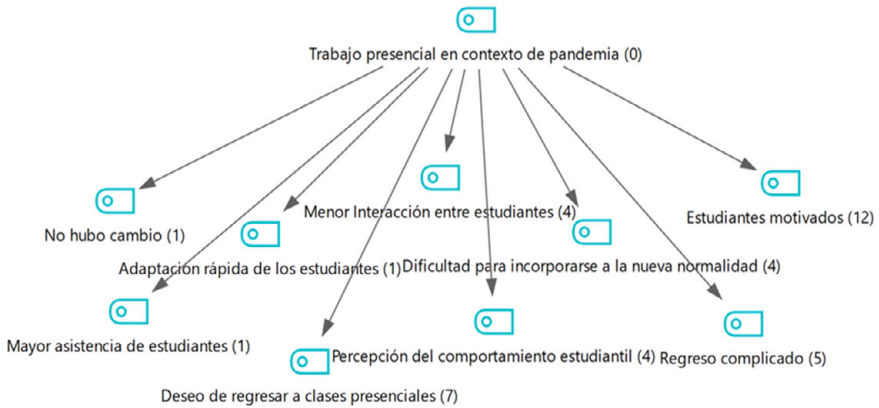 Trabajo presencial en contexto de pandemia (0)
Menor Interacción entre estudiantes (4)
Estudiantes motivados (12)
No hubo cambio (1)
Adaptación rápida de los estudiantes (1)
Dificultad para incorporarse a la nueva normalidad (4)
Mayor asistencia de estudiantes (1)
Percepción del comportamiento estudiantil (4)
Regreso complicado (5)
Deseo de regresar a clases presenciales (7)